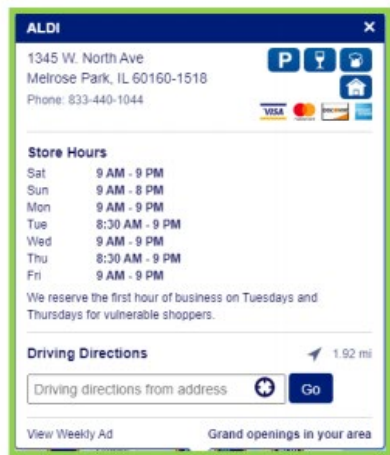 ALDI
1345 W. North Ave
Melrose Park, IL 60160-1518
Phone: 833-440-1044
P
VISA
DISCOVER
Store Hours
Sat 9 AM - 9 PM
Sun 9 AM - 8 PM
Mon 9 AM - 9 PM
Tue 8:30 AM - 9 PM
Wed 9 AM - 9 PM
Thu 8:30 AM - 9 PM
Fri 9 AM - 9 PM
We reserve the first hour of business on Tuesdays and
Thursdays for vulnerable shoppers.
Driving Directions 1.92 mi
Driving directions from address Go
View Weekly Ad Grand openings in your area